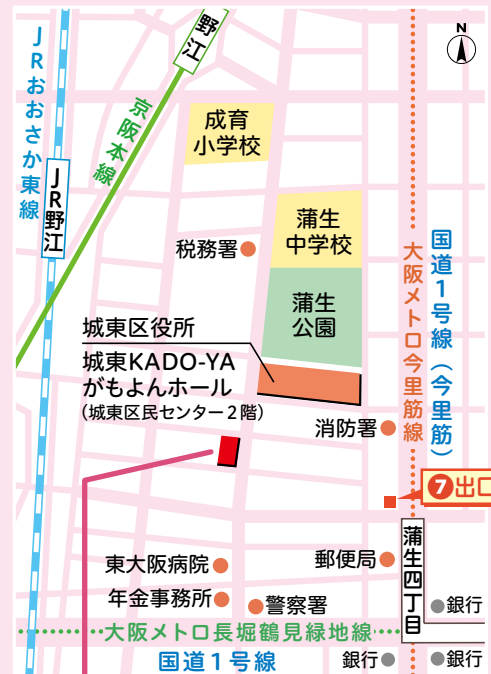 野江
N
JRおおさか東線
京阪本線
成育
小学校
JR野江
蒲生
中学校
税務署
国道1号線(今里筋)
大阪メトロ今里筋線
蒲生
公園
城東区役所
城東KADO-YA
がもよんホール
(城東区民センター2階)
消防署
❼出口
蒲生四丁目
東大阪病院
郵便局
年金事務所
警察署
銀行
大阪メトロ長堀鶴見緑地線
国道1号線
銀行
銀行